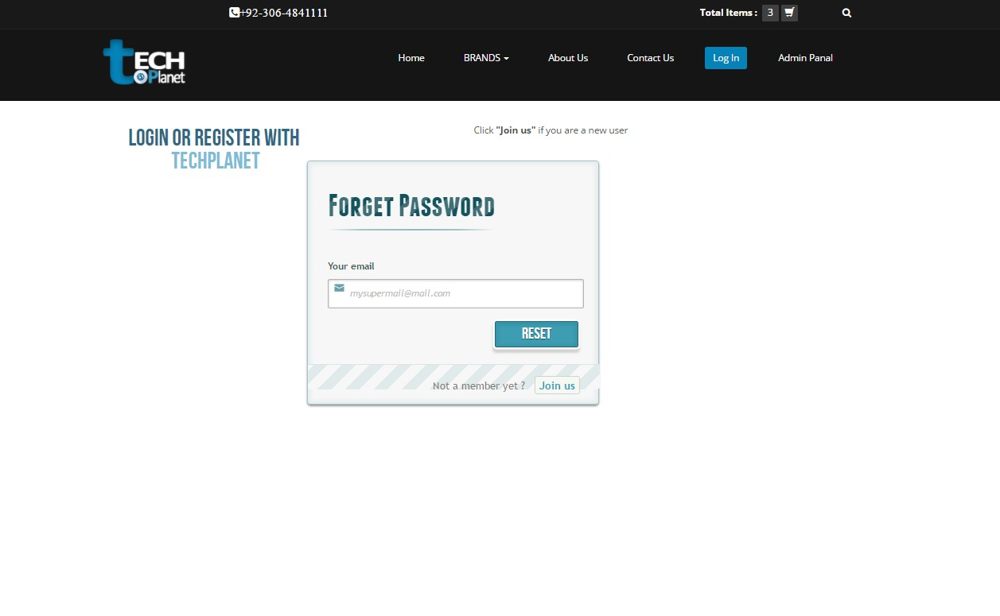 +92-306-4841111
Total Items : 3
tECH
@Planet
Home BRANDS About Us Contact Us Log In Admin Panal
LOGIN OR REGISTER WITH
TECHPLANET
Click "Join us" if you are a new user
Forget Password
Your email
mysupermail@mail.com
RESET
Not a member yet ? Join us